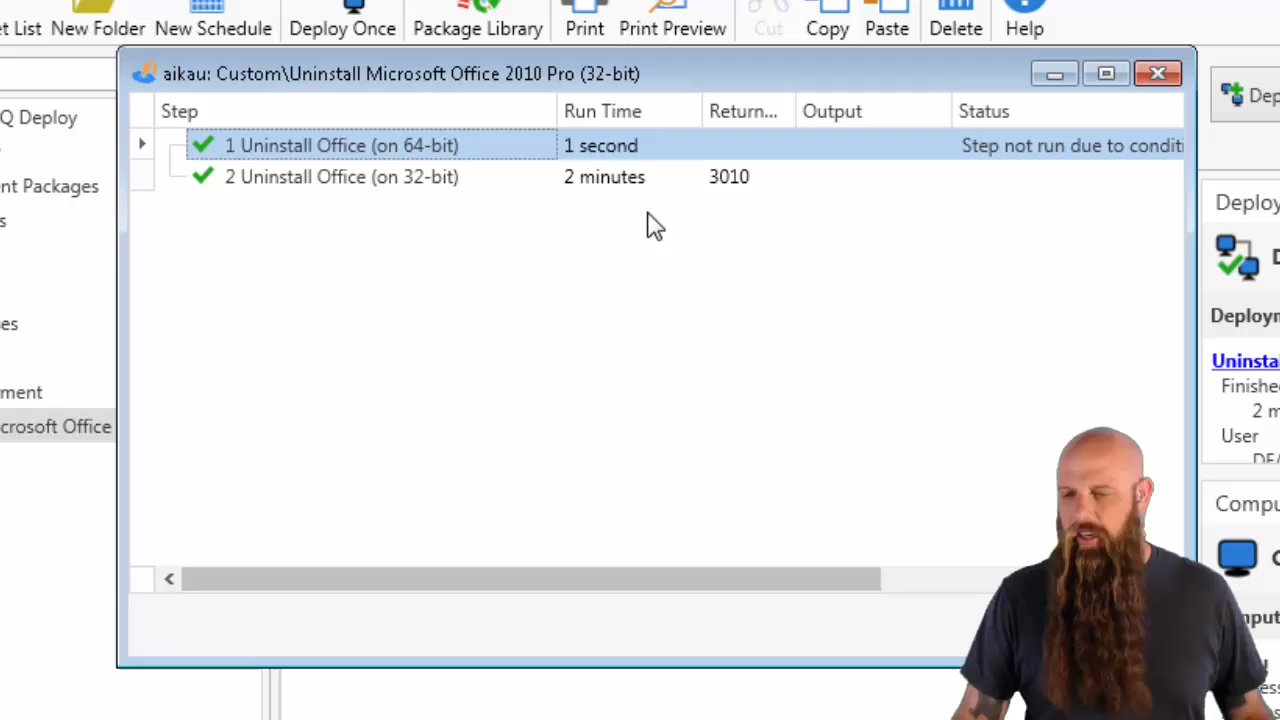 t List New Folder New Schedule Deploy Once Package Library Print Print Preview Cut Copy Paste Delete Help
aikau: Custom\Uninstall Microsoft Office 2010 Pro (32-bit)
Step Run Time Return... Output Status
1 Uninstall Office (on 64-bit) 1 second Step not run due to conditi
2 Uninstall Office (on 32-bit) 2 minutes 3010
Q Deploy
nt Packages
s
es
ment
crosoft Office
Dep
Deploy
D
Deploym
Uninsta
Finishe
2 m
User
Compu
C
mput